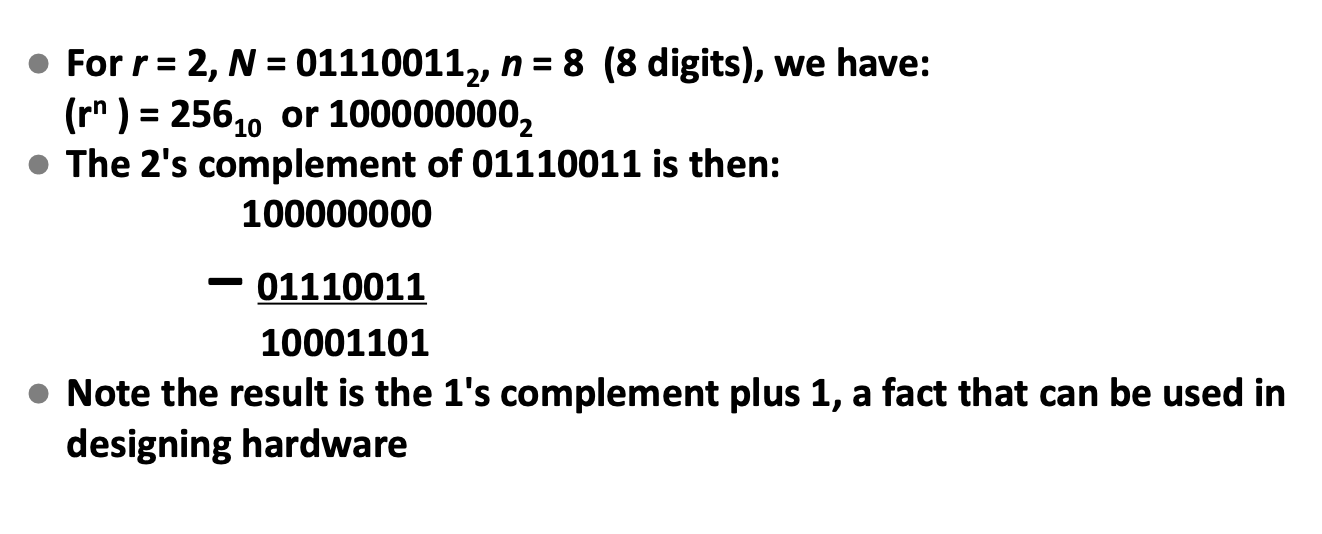 ● For r = 2, N = 01110011₂, n = 8 (8 digits), we have:
(rⁿ ) = 256₁₀ or 100000000₂
● The 2's complement of 01110011 is then:
100000000
– 01110011
10001101
● Note the result is the 1's complement plus 1, a fact that can be used in
designing hardware